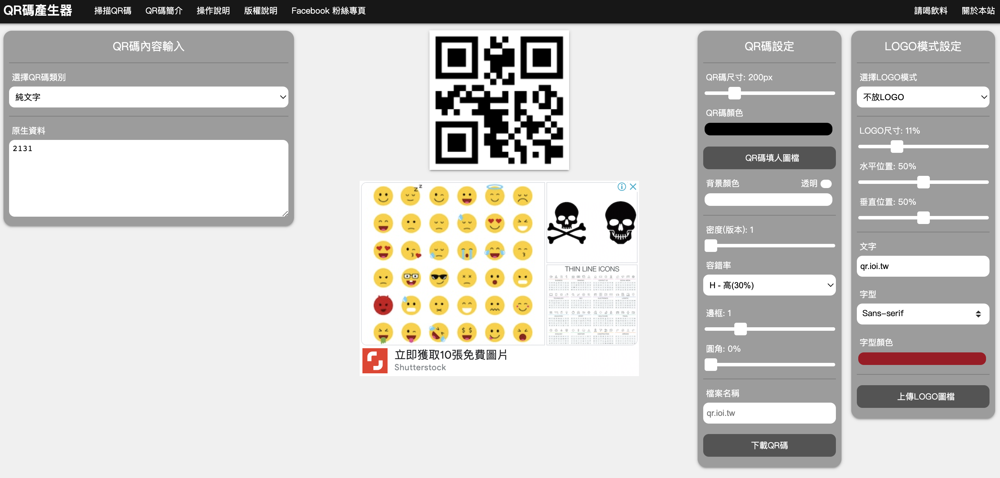 QR碼產生器 掃描QR碼 QR碼簡介 操作說明 版權說明 Facebook 粉絲專頁 請喝飲料 關於本站
QR碼內容輸入
選擇QR碼類別
純文字
原生資料
2131
THIN LINE ICONS
立即獲取10張免費圖片
Shutterstock
QR碼設定
QR碼尺寸: 200px
QR碼顏色
QR碼填入圖檔
背景顏色 透明
密度(版本): 1
容錯率
H - 高(30%)
邊框: 1
圓角: 0%
檔案名稱
qr.ioi.tw
下載QR碼
LOGO模式設定
選擇LOGO模式
不放LOGO
LOGO尺寸: 11%
水平位置: 50%
垂直位置: 50%
文字
qr.ioi.tw
字型
Sans-serif
字型顏色
上傳LOGO圖檔